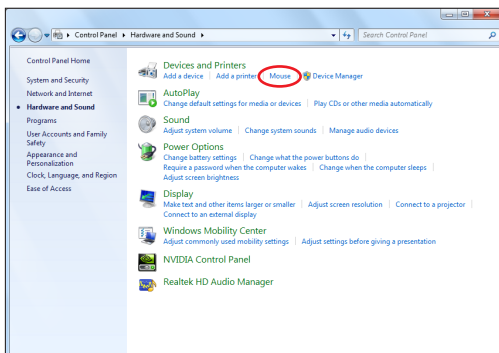 Control Panel ▸ Hardware and Sound ▸
Search Control Panel
Control Panel Home
System and Security
Network and Internet
Hardware and Sound
Programs
User Accounts and Family
Safety
Appearance and
Personalization
Clock, Language, and Region
Ease of Access
Devices and Printers
Add a device | Add a printer | Mouse | Device Manager
AutoPlay
Change default settings for media or devices | Play CDs or other media automatically
Sound
Adjust system volume | Change system sounds | Manage audio devices
Power Options
Change battery settings | Change what the power buttons do |
Require a password when the computer wakes | Change when the computer sleeps |
Adjust screen brightness
Display
Make text and other items larger or smaller | Adjust screen resolution | Connect to a projector |
Connect to an external display
Windows Mobility Center
Adjust commonly used mobility settings | Adjust settings before giving a presentation
NVIDIA Control Panel
Realtek HD Audio Manager